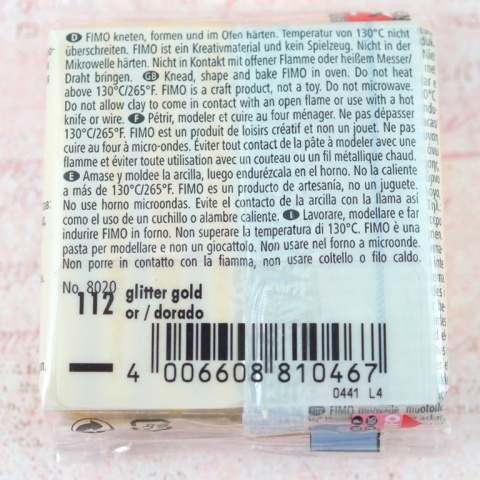 D FIMO kneten, formen und im Ofen härten. Temperatur von 130°C nicht
überschreiten. FIMO ist ein Kreativmaterial und kein Spielzeug. Nicht in der
Mikrowelle härten. Nicht in Kontakt mit offener Flamme oder heißem Messer/
Draht bringen. GB Knead, shape and bake FIMO in oven. Do not heat
above 130°C/265°F. FIMO is a craft product, not a toy. Do not microwave.
Do not allow clay to come in contact with an open flame or use with a hot
knife or wire. F Pétrir, modeler et cuire au four ménager. Ne pas dépasser
130°C/265°F. FIMO est un produit de loisirs créatif et non un jouet. Ne pas
cuire au four à micro-ondes. Éviter tout contact de la pâte à modeler avec une
flamme et éviter toute utilisation avec un couteau ou un fil métallique chaud.
E Amase y moldee la arcilla, luego endurézcala en el horno. No la caliente
a más de 130°C/265°F. FIMO es un producto de artesanía, no un juguete.
No use horno microondas. Evite el contacto de la arcilla con llama así
como el uso de un cuchillo o alambre caliente. I Lavorare, modellare e far
indurire FIMO in forno. Non superare la temperatura di 130°C. FIMO è una
pasta per modellare e non un giocattolo. Non usare nel forno a microonde.
Non porre in contatto con la fiamma, non usare coltello o filo caldo.
No. 8020
112 glitter gold
or / dorado
4 006608 810467
0441 L4
FIMO muovaille